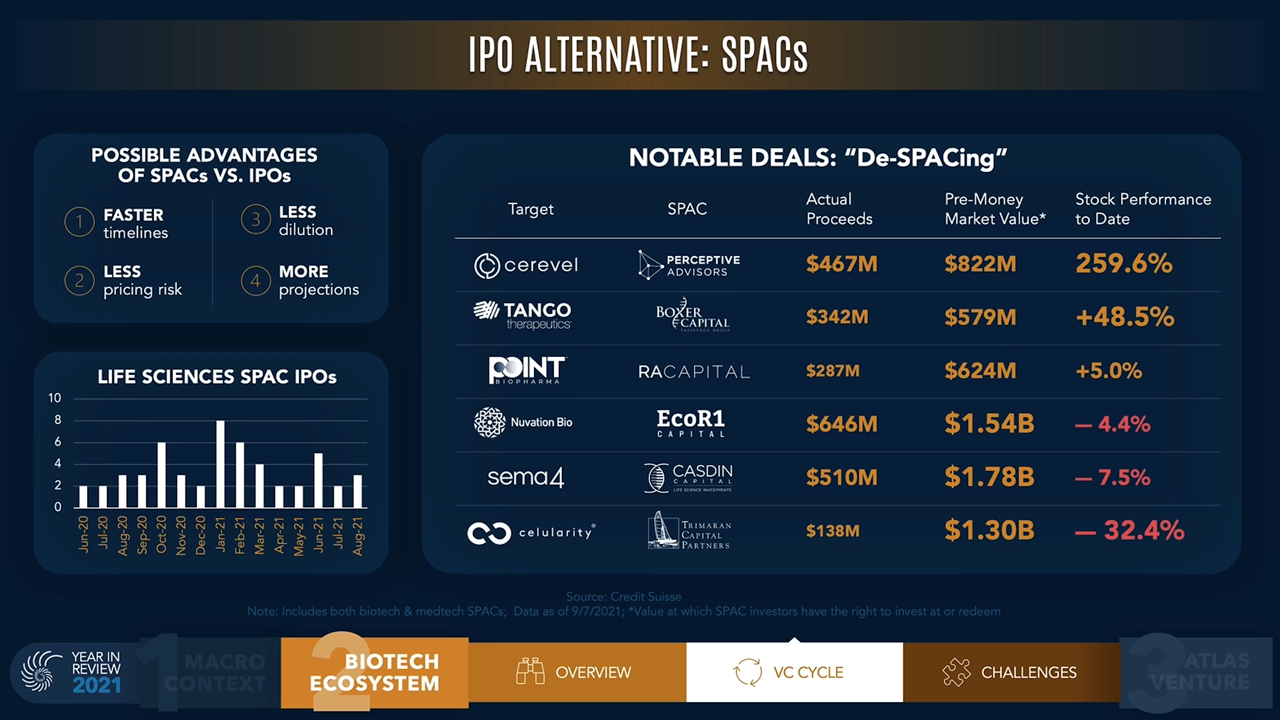 IPO ALTERNATIVE: SPACs
POSSIBLE ADVANTAGES
OF SPACs VS. IPOs
1 FASTER
timelines
2 LESS
pricing risk
3 LESS
dilution
4 MORE
projections
LIFE SCIENCES SPAC IPOs
10
8
6
4
2
0
Jun-20 Jul-20 Aug-20 Sep-20 Oct-20 Nov-20 Dec-20 Jan-21 Feb-21 Mar-21 Apr-21 May-21 Jun-21 Jul-21 Aug-21
NOTABLE DEALS: “De-SPACing”
Target SPAC Actual Proceeds Pre-Money Market Value* Stock Performance to Date
cerevel PERCEPTIVE ADVISORS $467M $822M 259.6%
TANGO therapeutics BOXER CAPITAL $342M $579M +48.5%
POINT BIOPHARMA RACAPITAL $287M $624M +5.0%
Nuvation Bio EcoR1 CAPITAL $646M $1.54B — 4.4%
sema4 CASDIN CAPITAL LIFE SCIENCE INVESTMENTS $510M $1.78B — 7.5%
celularity® TRIMARAN CAPITAL PARTNERS $138M $1.30B — 32.4%
Source: Credit Suisse
Note: Includes both biotech & medtech SPACs; Data as of 9/7/2021; *Value at which SPAC investors have the right to invest at or redeem
YEAR IN
REVIEW
2021
1 MACRO
CONTEXT
2 BIOTECH
ECOSYSTEM
OVERVIEW
VC CYCLE
CHALLENGES
3 ATLAS
VENTURE